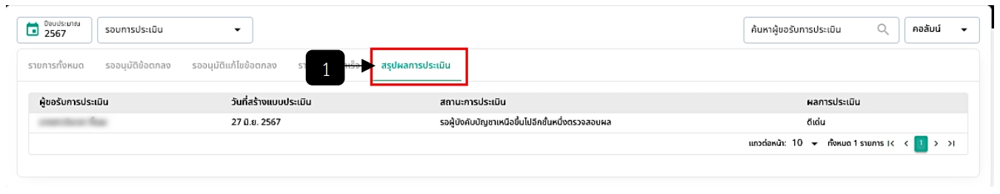 ปีงบประมาณ
2567
รอบการประเมิน
ค้นหาผู้ขอรับการประเมิน
คอลัมน์
รายการทั้งหมด รออนุมัติข้อตกลง รออนุมัติแก้ไขข้อตกลง 1 สรุปผลการประเมิน
ผู้ขอรับการประเมิน วันที่สร้างแบบประเมิน สถานะการประเมิน ผลการประเมิน
27 มิ.ย. 2567 รอผู้บังคับบัญชาเหนือขึ้นไปอีกชั้นหนึ่งตรวจสอบผล ดีเด่น
แถวต่อหน้า: 10 ทั้งหมด 1 รายการ |< < 1 > >|